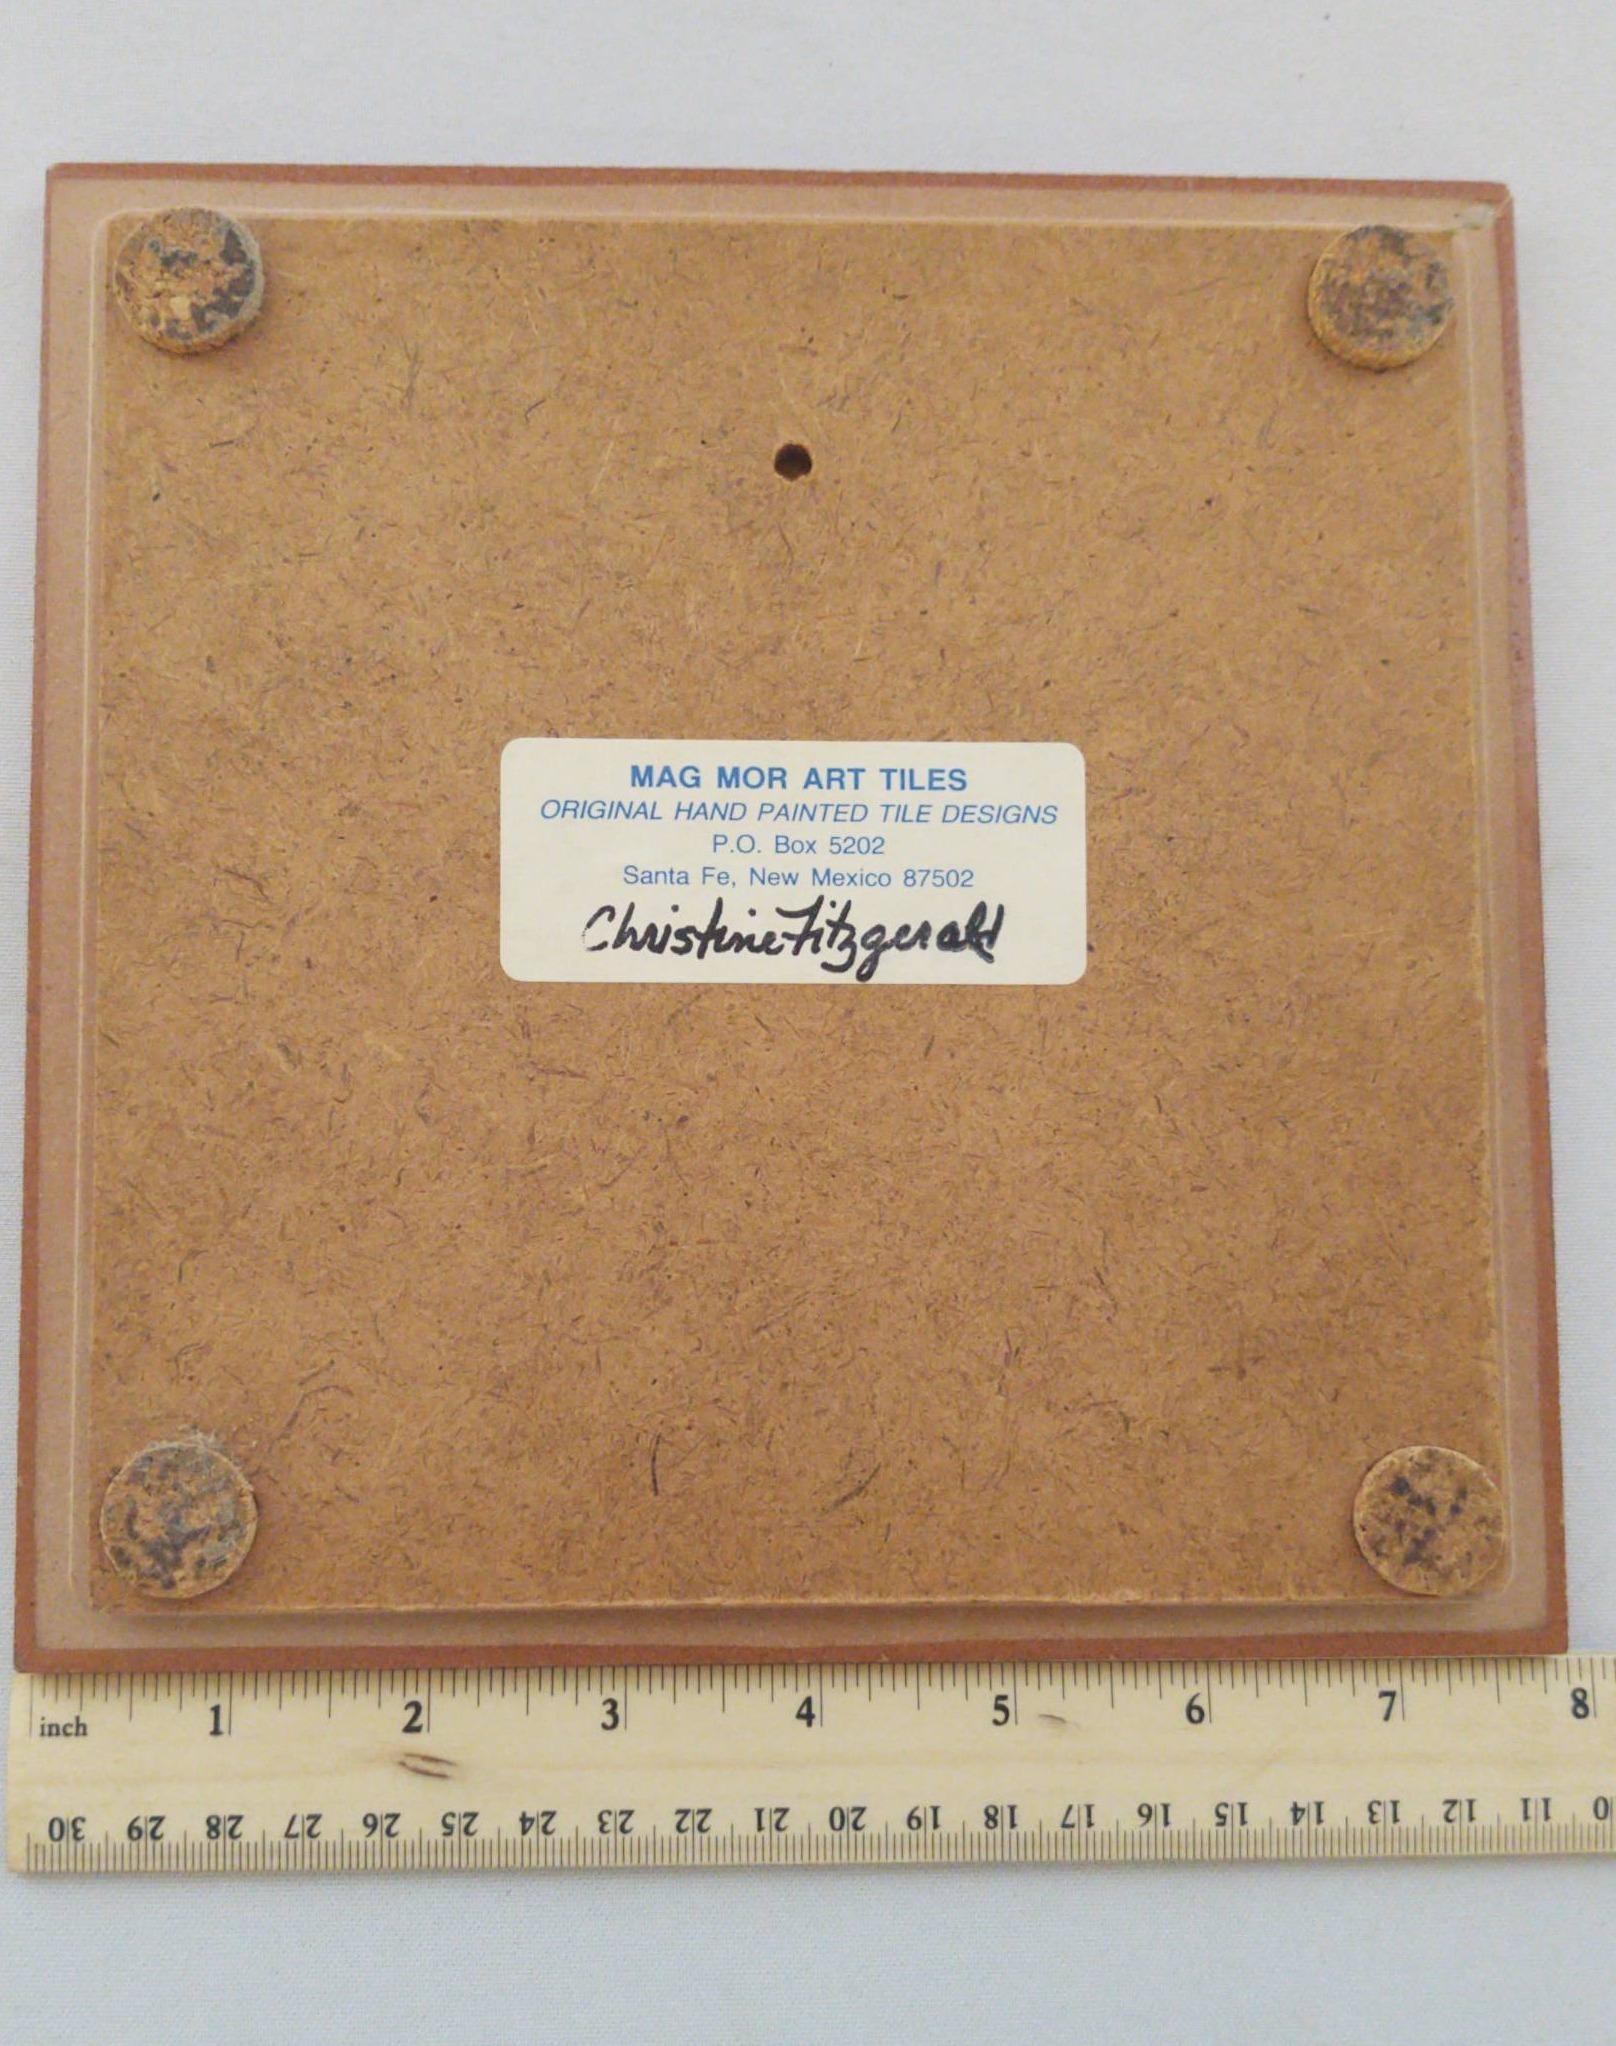 MAG MOR ART TILES
ORIGINAL HAND PAINTED TILE DESIGNS
P.O. Box 5202
Santa Fe, New Mexico 87502
Christine Fitzgerald
inch 1 2 3 4 5 6 7 8
30 29 28 27 26 25 24 23 22 21 20 19 18 17 16 15 14 13 12 11 10